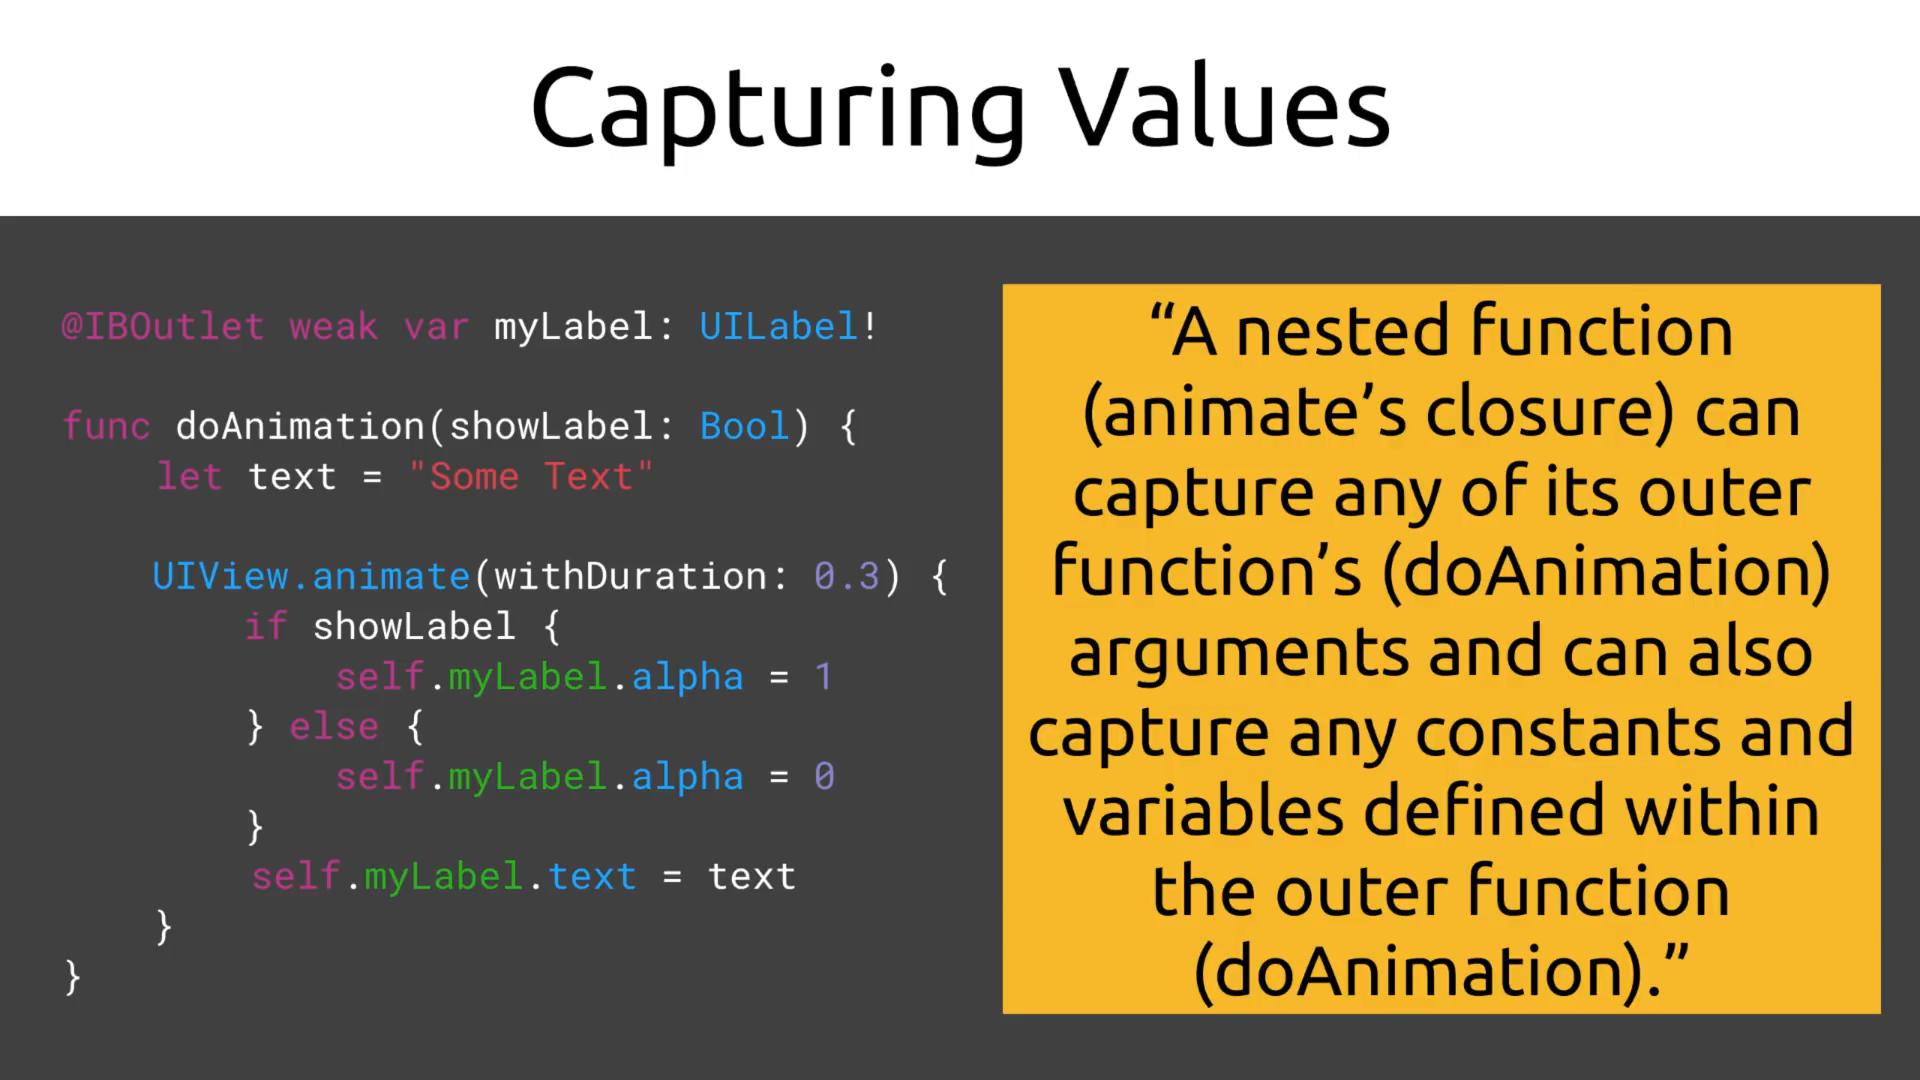 Capturing Values
@IBOutlet weak var myLabel: UILabel!
func doAnimation(showLabel: Bool) {
let text = "Some Text"
UIView.animate(withDuration: 0.3) {
if showLabel {
self.myLabel.alpha = 1
} else {
self.myLabel.alpha = 0
}
self.myLabel.text = text
}
}
“A nested function
(animate’s closure) can
capture any of its outer
function’s (doAnimation)
arguments and can also
capture any constants and
variables defined within
the outer function
(doAnimation).”